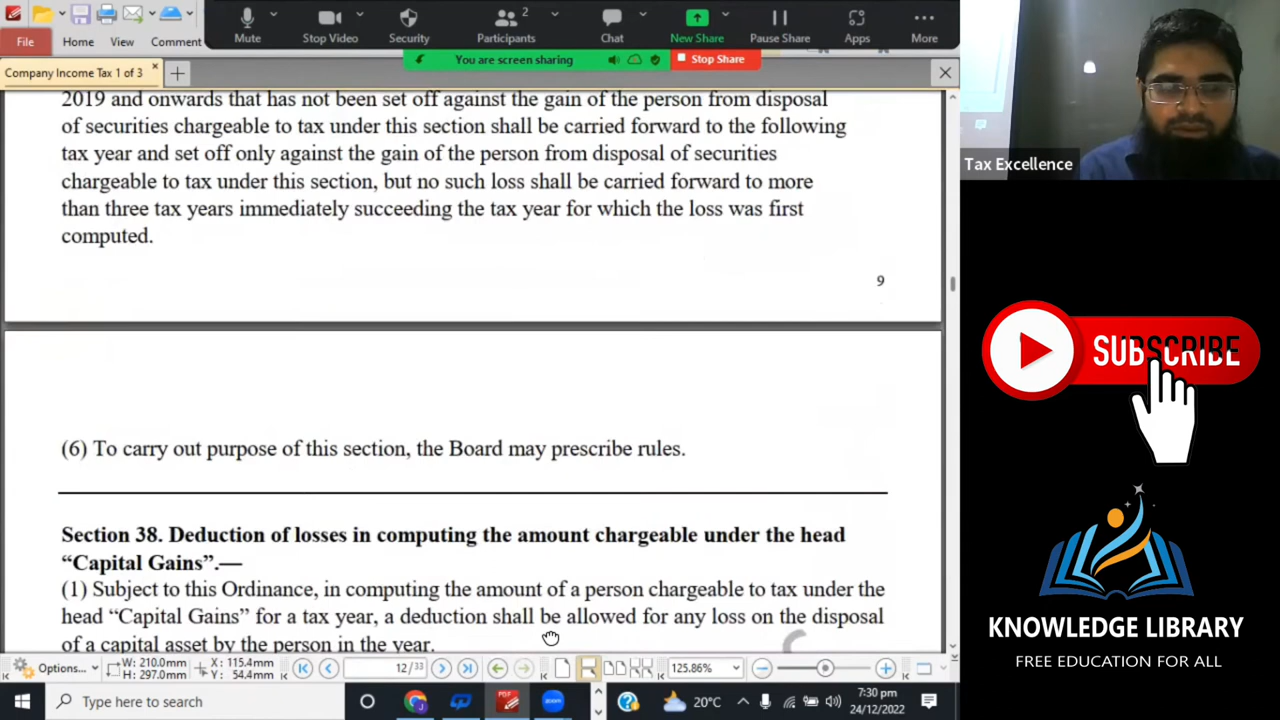 Mute
Stop Video
Security
Participants
2
Chat
New Share
Pause Share
Apps
More
File
Home
View
Comment
You are screen sharing
Stop Share
Company Income Tax 1 of 3
2019 and onwards that has not been set off against the gain of the person from disposal
of securities chargeable to tax under this section shall be carried forward to the following
tax year and set off only against the gain of the person from disposal of securities
chargeable to tax under this section, but no such loss shall be carried forward to more
than three tax years immediately succeeding the tax year for which the loss was first
computed.
9
(6) To carry out purpose of this section, the Board may prescribe rules.
Section 38. Deduction of losses in computing the amount chargeable under the head
“Capital Gains”.—
(1) Subject to this Ordinance, in computing the amount of a person chargeable to tax under the
head “Capital Gains” for a tax year, a deduction shall be allowed for any loss on the disposal
of a capital asset by the person in the year.
Options...
W: 210.0mm
H: 297.0mm
X: 115.4mm
Y: 54.4mm
12 /33
125.86%
Type here to search
PDF
zoom
20°C
7:30 pm
24/12/2022
Tax Excellence
SUBSCRIBE
KNOWLEDGE LIBRARY
FREE EDUCATION FOR ALL